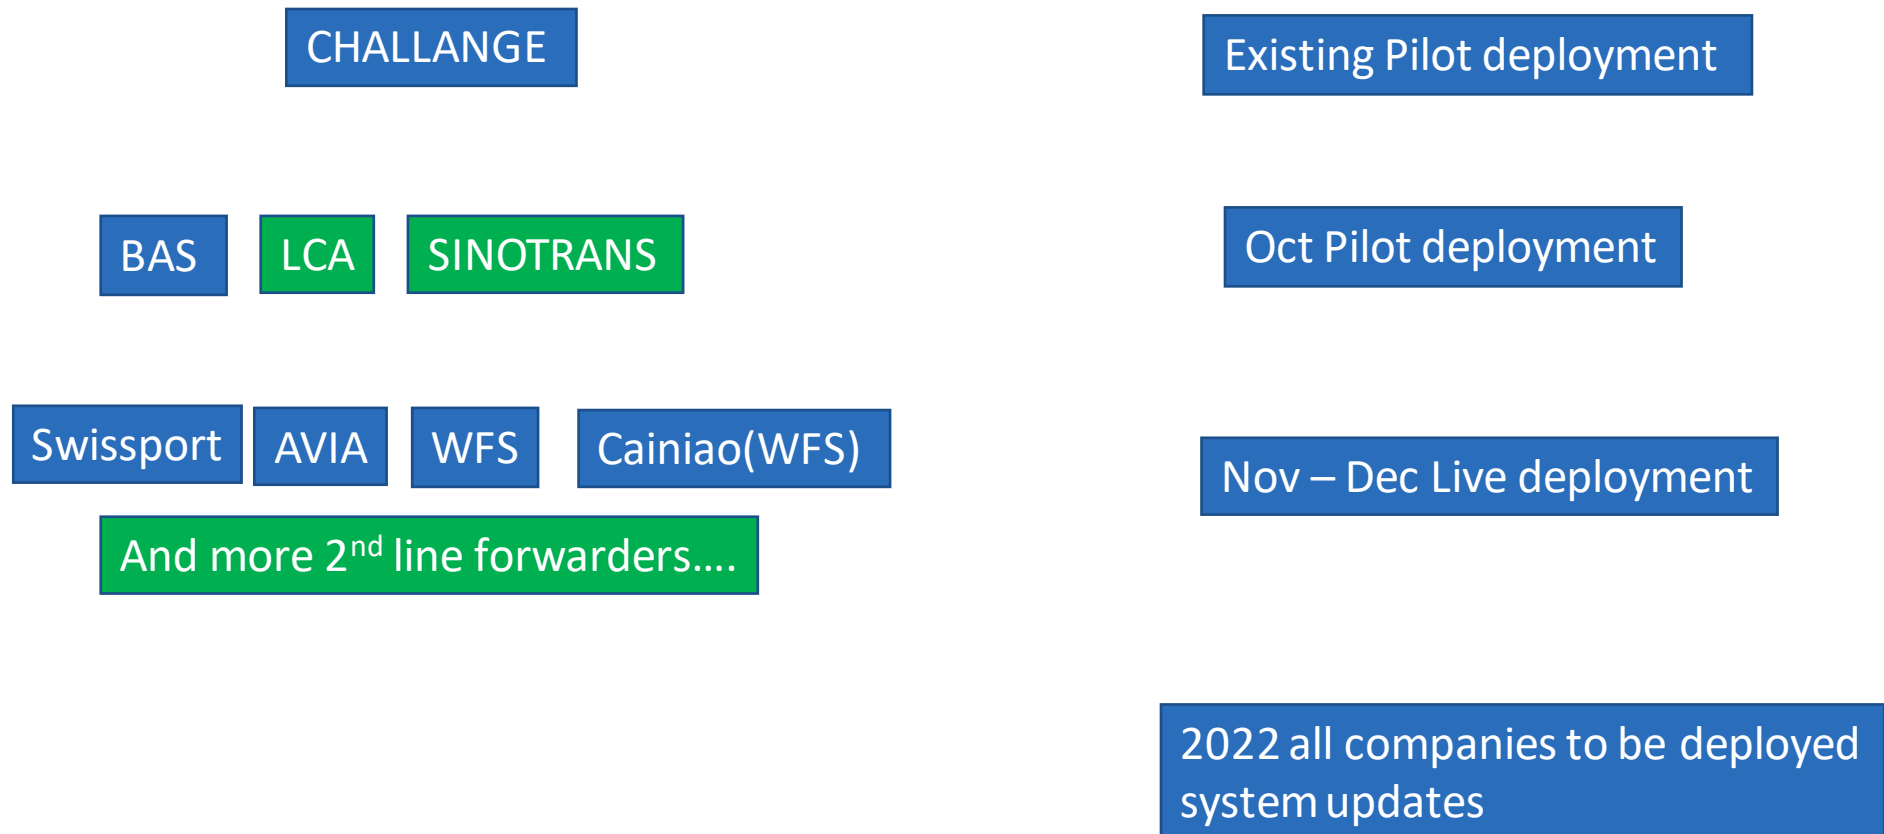 CHALLANGE
Existing Pilot deployment
BAS
LCA
SINOTRANS
Oct Pilot deployment
Swissport
AVIA
WFS
Cainiao(WFS)
Nov – Dec Live deployment
And more 2nd line forwarders....
2022 all companies to be deployed
system updates